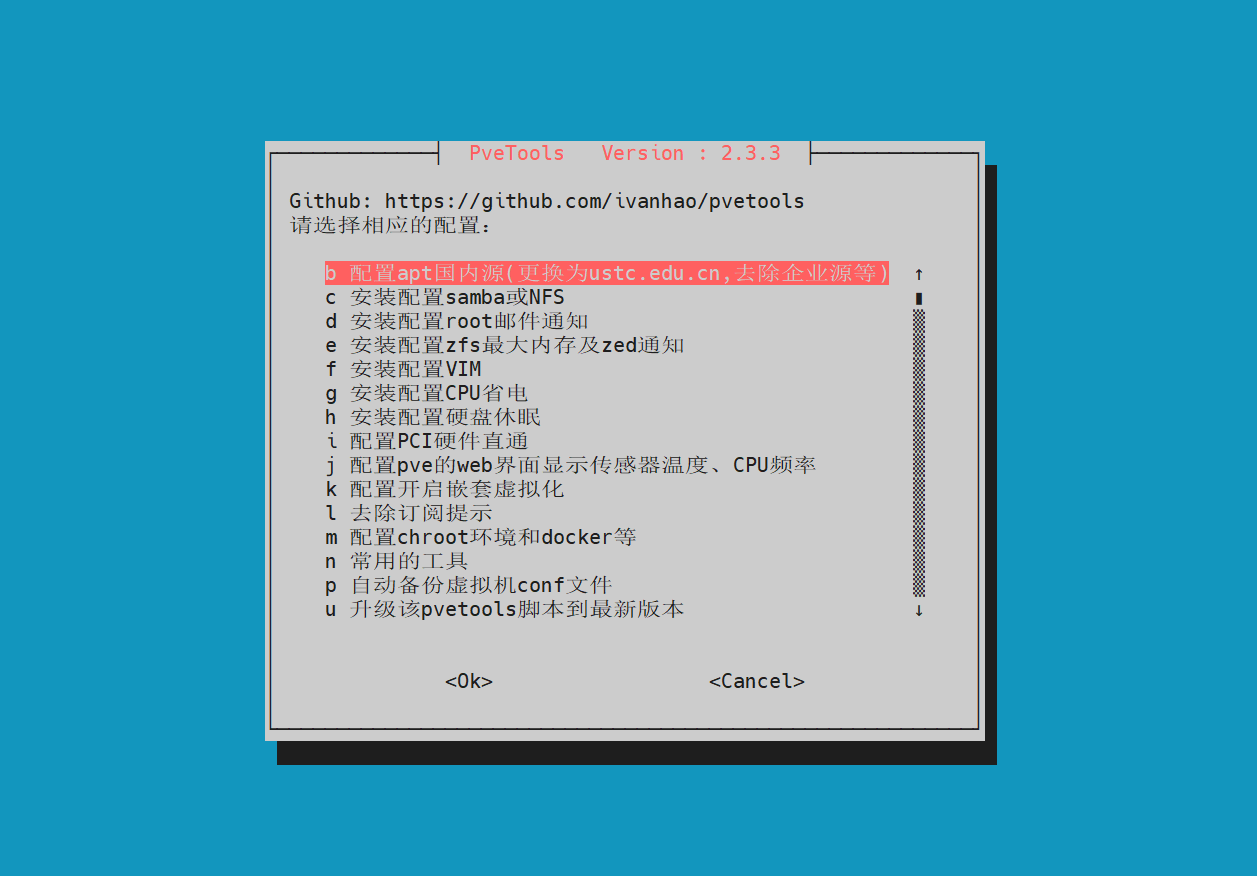 PveTools   Version : 2.3.3
Github: https://github.com/ivanhao/pvetools
请选择相应的配置：
b 配置apt国内源(更换为ustc.edu.cn,去除企业源等)
c 安装配置samba或NFS
d 安装配置root邮件通知
e 安装配置zfs最大内存及zed通知
f 安装配置VIM
g 安装配置CPU省电
h 安装配置硬盘休眠
i 配置PCI硬件直通
j 配置pve的web界面显示传感器温度、CPU频率
k 配置开启嵌套虚拟化
l 去除订阅提示
m 配置chroot环境和docker等
n 常用的工具
p 自动备份虚拟机conf文件
u 升级该pvetools脚本到最新版本
<Ok> <Cancel>